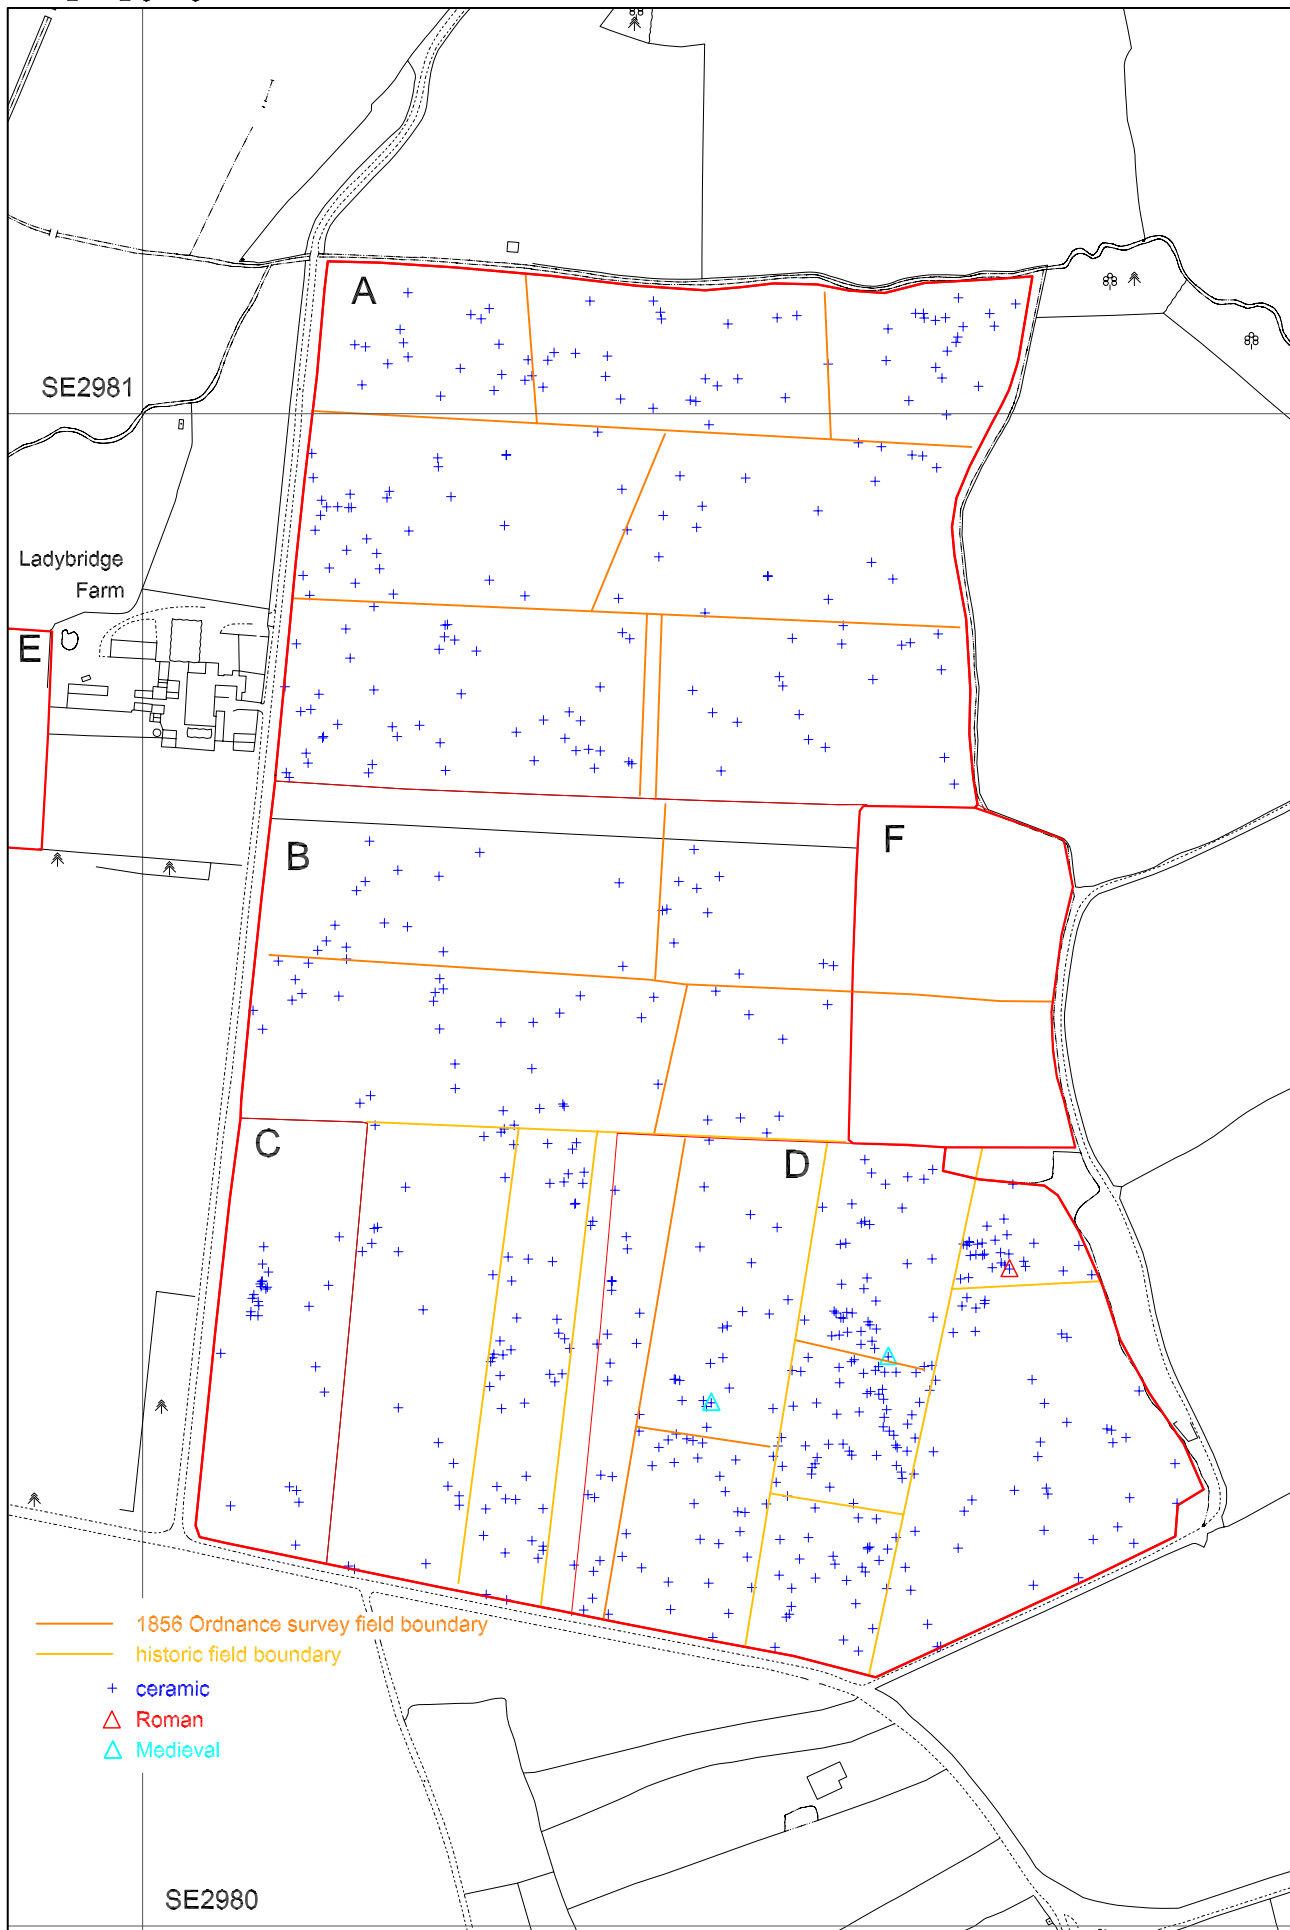 A
SE2981
Ladybridge
Farm
E
B
F
C
D
1856 Ordnance survey field boundary
historic field boundary
ceramic
Roman
Medieval
SE2980